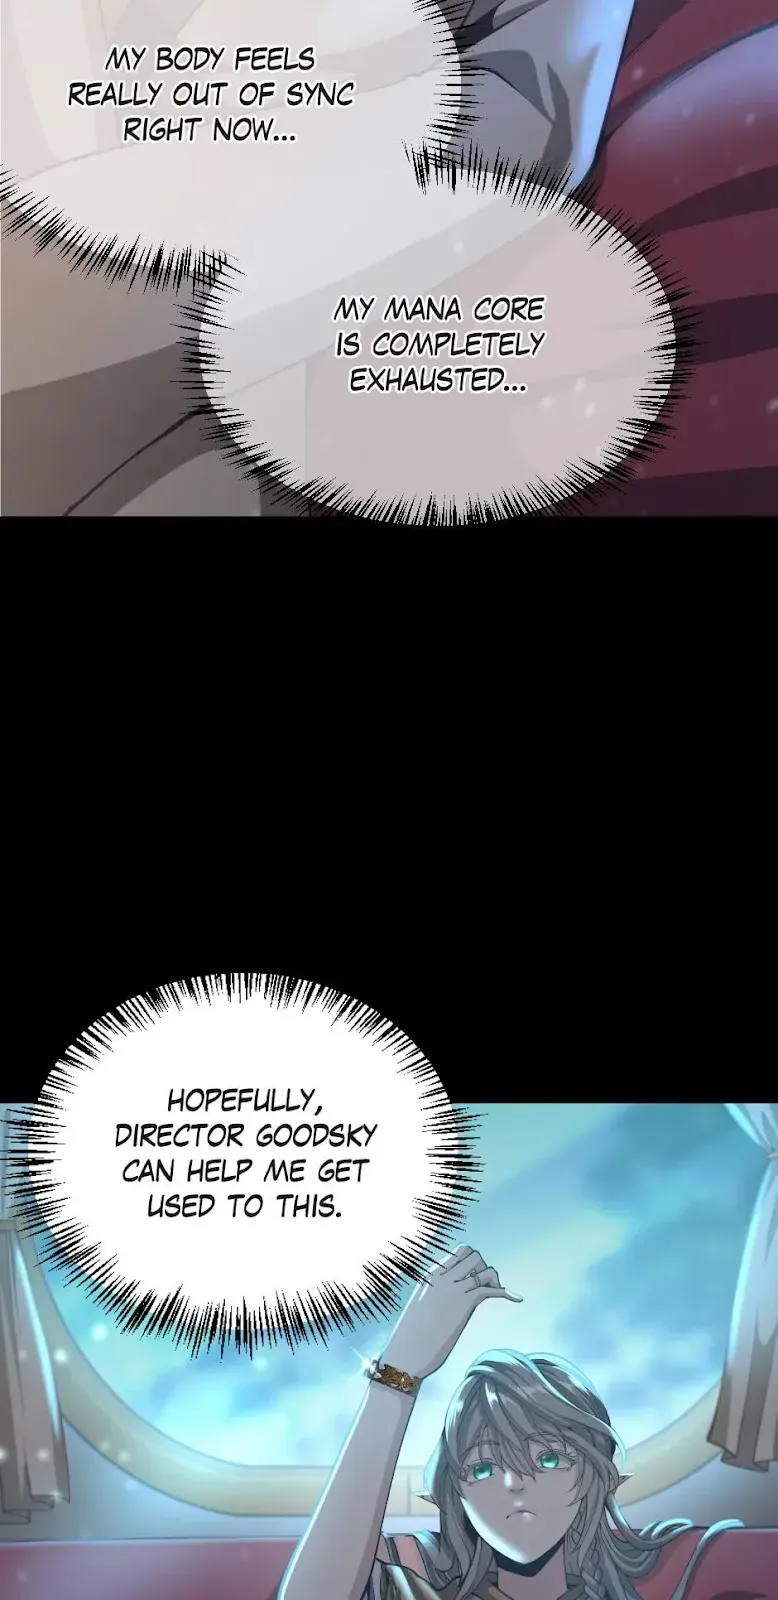 MY BODY FEELS
REALLY OUT OF SYNC
RIGHT NOW...
MY MANA CORE
IS COMPLETELY
EXHAUSTED...
HOPEFULLY,
DIRECTOR GOODSKY
CAN HELP ME GET
USED TO THIS.